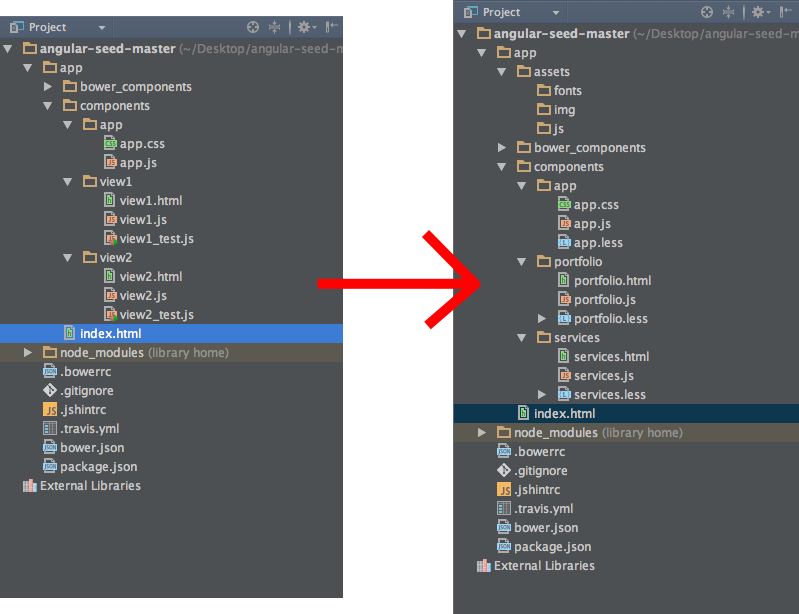 Project
angular-seed-master (~/Desktop/angular-seed-m
app
bower_components
components
app
app.css
app.js
view1
view1.html
view1.js
view1_test.js
view2
view2.html
view2.js
view2_test.js
index.html
node_modules (library home)
.bowerrc
.gitignore
.jshintrc
.travis.yml
bower.json
package.json
External Libraries
Project
angular-seed-master (~/Desktop/angular-seed-m
app
assets
fonts
img
js
bower_components
components
app
app.css
app.js
app.less
portfolio
portfolio.html
portfolio.js
portfolio.less
services
services.html
services.js
services.less
index.html
node_modules (library home)
.bowerrc
.gitignore
.jshintrc
.travis.yml
bower.json
package.json
External Libraries